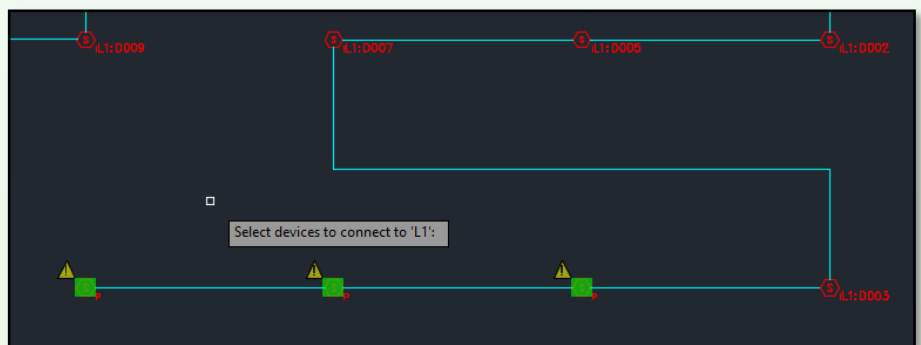 S L1:D009
S L1:D007
S L1:D005
S L1:D002
Select devices to connect to 'L1':
S P
S P
S P
S L1:D003